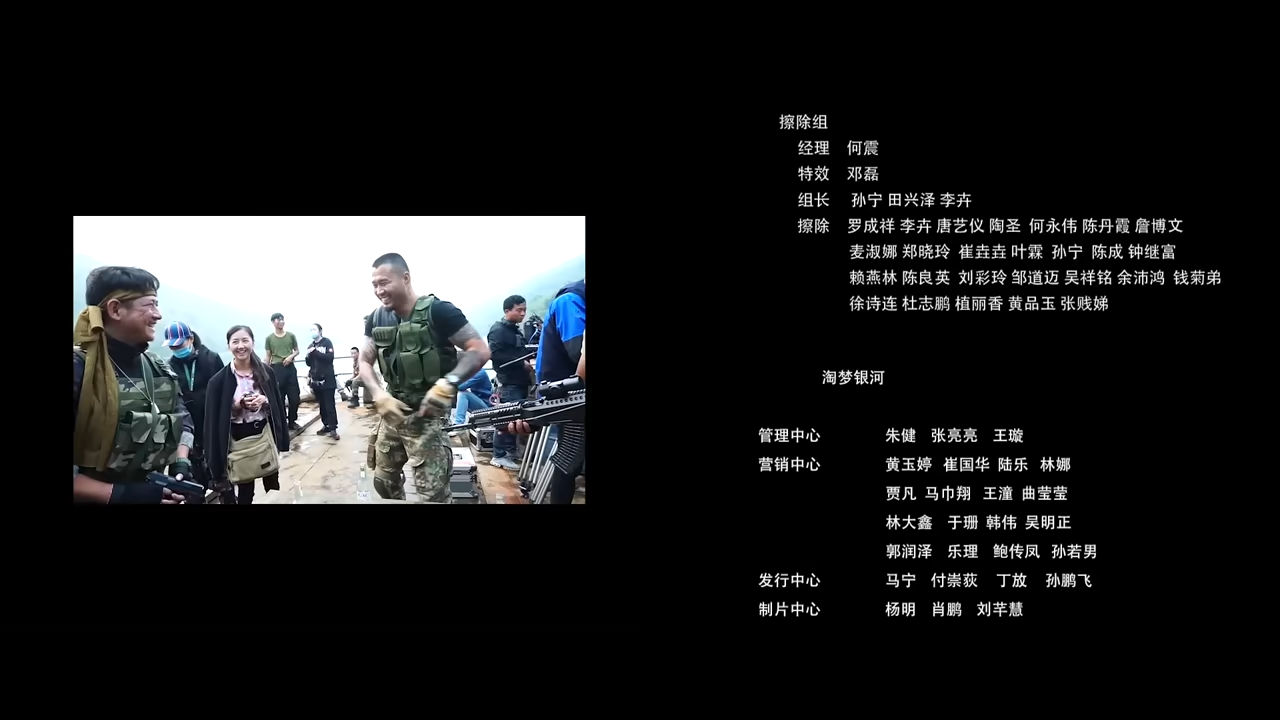 擦除组
经理 何震
特效 邓磊
组长 孙宁 田兴泽 李卉
擦除 罗成祥 李卉 唐艺仪 陶圣 何永伟 陈丹霞 詹博文
麦淑娜 郑晓玲 崔垚垚 叶霖 孙宁 陈成 钟继富
赖燕林 陈良英 刘彩玲 邹道迈 吴祥铭 余沛鸿 钱菊弟
徐诗连 杜志鹏 植丽香 黄品玉 张贱娣
淘梦银河
管理中心 朱健 张亮亮 王璇
营销中心 黄玉婷 崔国华 陆乐 林娜
贾凡 马巾翔 王潼 曲莹莹
林大鑫 于珊 韩伟 吴明正
郭润泽 乐理 鲍传凤 孙若男
发行中心 马宁 付崇荻 丁放 孙鹏飞
制片中心 杨明 肖鹏 刘芊慧